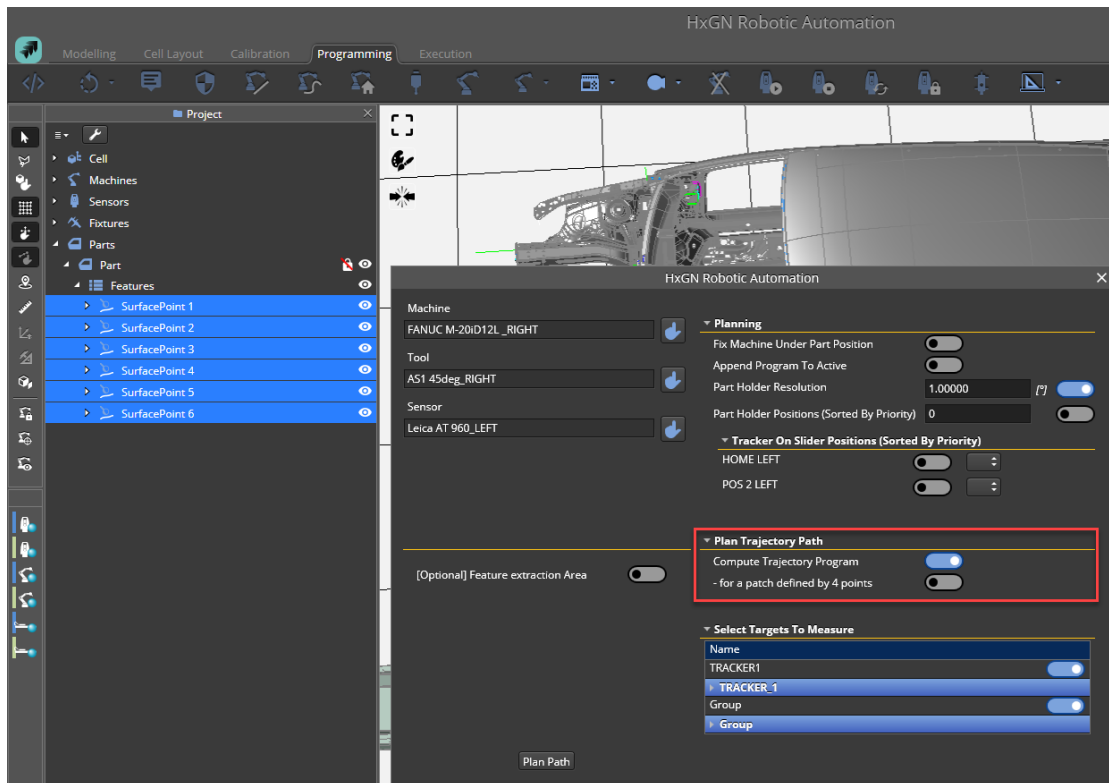 HxGN Robotic Automation
Modelling Cell Layout Calibration Programming Execution
Project
Cell
Machines
Sensors
Fixtures
Parts
Part
Features
SurfacePoint 1
SurfacePoint 2
SurfacePoint 3
SurfacePoint 4
SurfacePoint 5
SurfacePoint 6
HxGN Robotic Automation
Machine
FANUC M-20iD12L _RIGHT
Tool
AS1 45deg_RIGHT
Sensor
Leica AT 960_LEFT
[Optional] Feature extraction Area
Planning
Fix Machine Under Part Position
Append Program To Active
Part Holder Resolution 1.00000 [°]
Part Holder Positions (Sorted By Priority) 0
Tracker On Slider Positions (Sorted By Priority)
HOME LEFT
POS 2 LEFT
Plan Trajectory Path
Compute Trajectory Program
- for a patch defined by 4 points
Select Targets To Measure
Name
TRACKER1
TRACKER_1
Group
Group
Plan Path